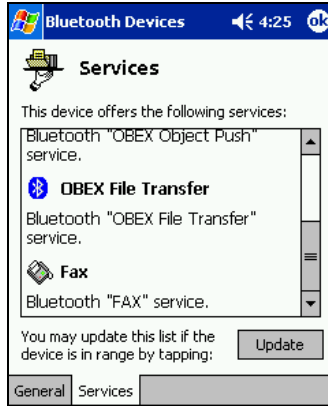 Bluetooth Devices 4:25 ok
Services
This device offers the following services:
Bluetooth "OBEX Object Push"
service.
OBEX File Transfer
Bluetooth "OBEX File Transfer"
service.
Fax
Bluetooth "FAX" service.
You may update this list if the
device is in range by tapping:
Update
General Services